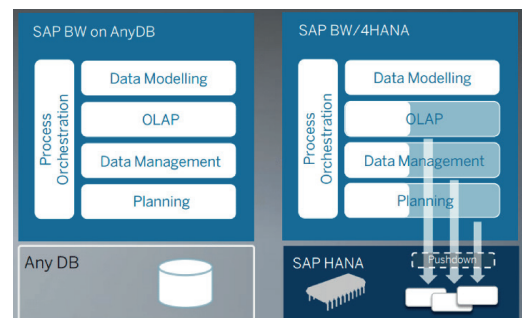 SAP BW on AnyDB
Process
Orchestration
Data Modelling
OLAP
Data Management
Planning
Any DB
SAP BW/4HANA
Process
Orchestration
Data Modelling
OLAP
Data Management
Planning
SAP HANA
Pushdown